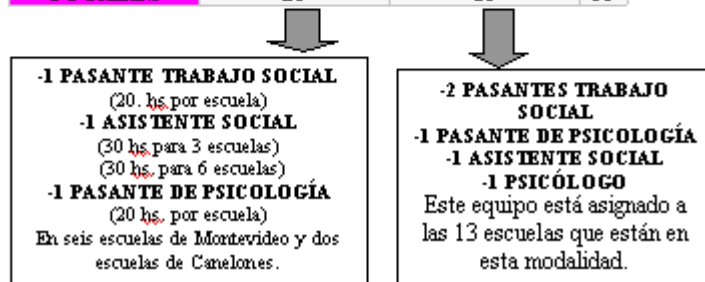 -1 PASANTE TRABAJO SOCIAL
(20. hs por escuela)
-1 ASISTENTE SOCIAL
(30 hs para 3 escuelas)
(30 hs para 6 escuelas)
-1 PASANTE DE PSICOLOGÍA
(20 hs. por escuela)
En seis escuelas de Montevideo y dos
escuelas de Canelones.
-2 PASANTES TRABAJO
SOCIAL
-1 PASANTE DE PSICOLOGÍA
-1 ASISTENTE SOCIAL
-1 PSICÓLOGO
Este equipo está asignado a
las 13 escuelas que están en
esta modalidad.